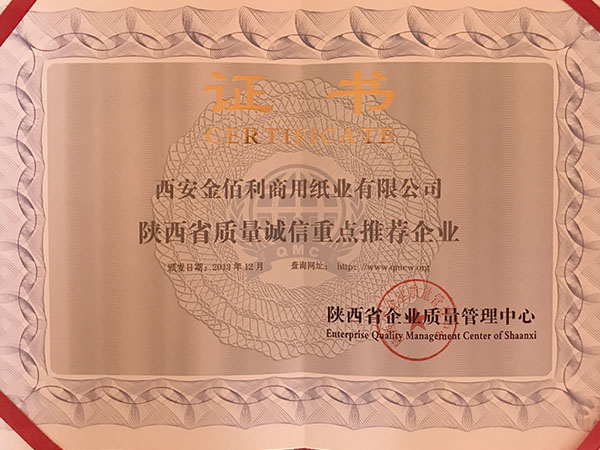 证书
CERTIFICATE
西安金佰利商用纸业有限公司
陕西省质量诚信重点推荐企业
QMC
颁发日期：2013年12月 查询网址： http://www.qmcw.org
陕西省企业质量管理中心
Enterprise Quality Management Center of Shaanxi